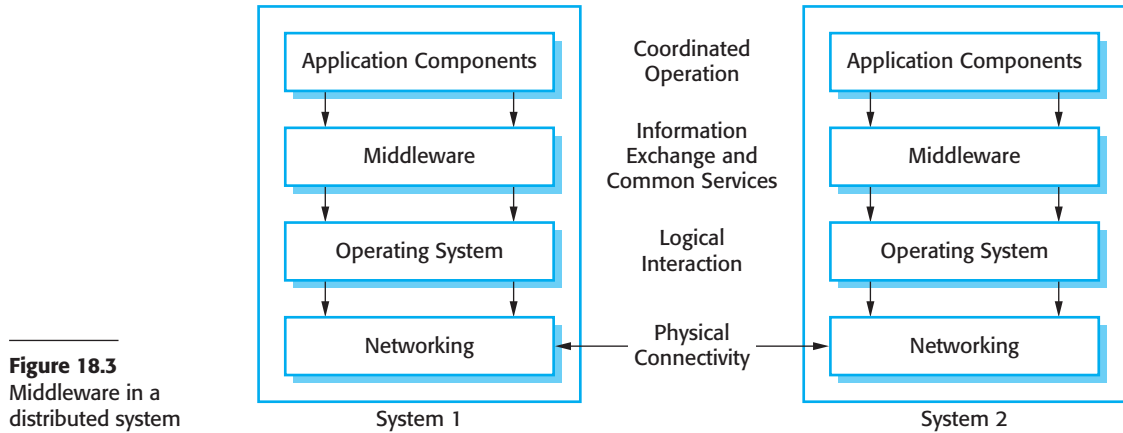 Application Components
Coordinated
Operation
Application Components
Middleware
Information
Exchange and
Common Services
Middleware
Operating System
Logical
Interaction
Operating System
Networking
Physical
Connectivity
Networking
Figure 18.3
Middleware in a
distributed system
System 1
System 2